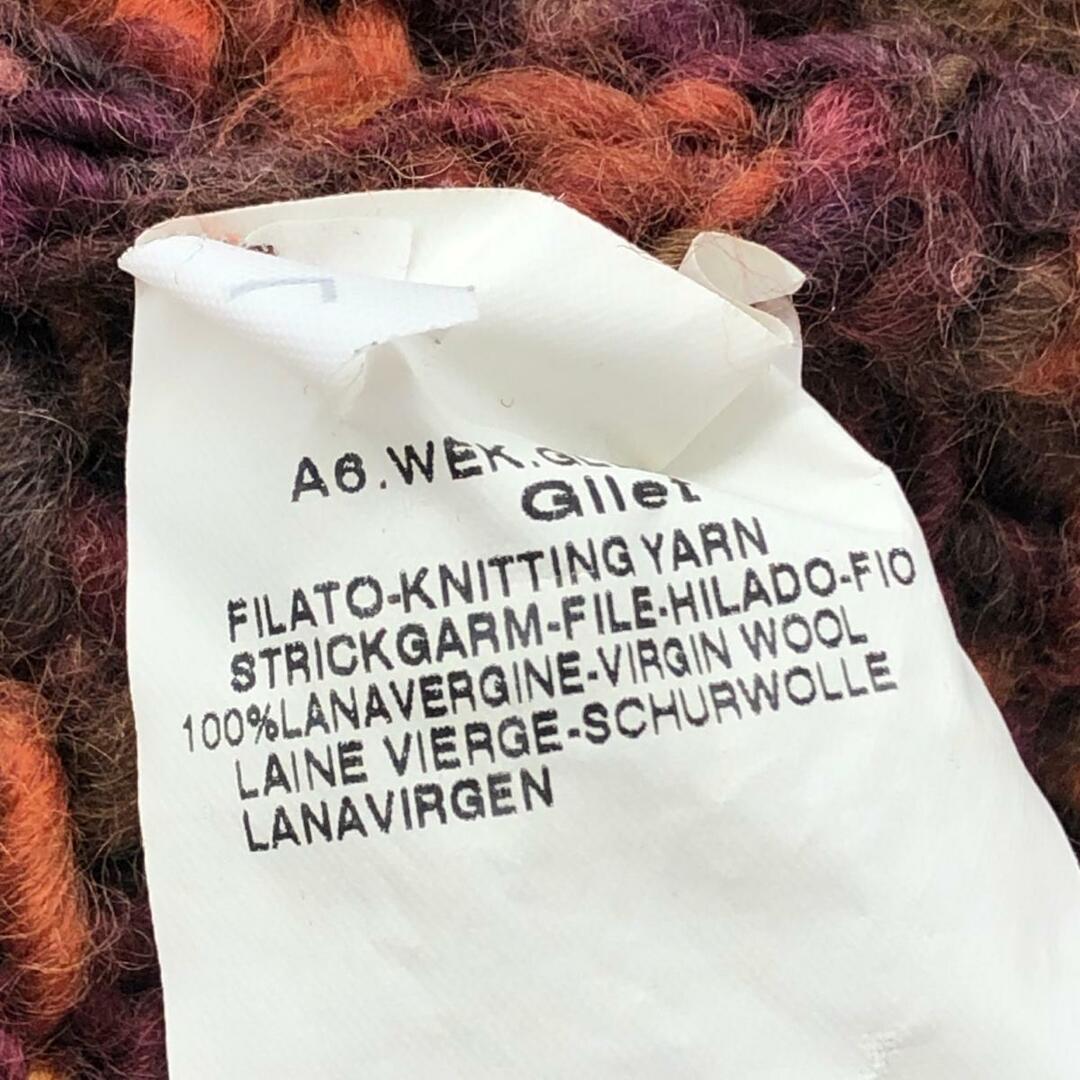 A6.WEK.
Gilet
FILATO-KNITTING YARN
STRICKGARM-FILE-HILADO-FIO
100%LANAVERGINE-VIRGIN WOOL
LAINE VIERGE-SCHURWOLLE
LANAVIRGEN